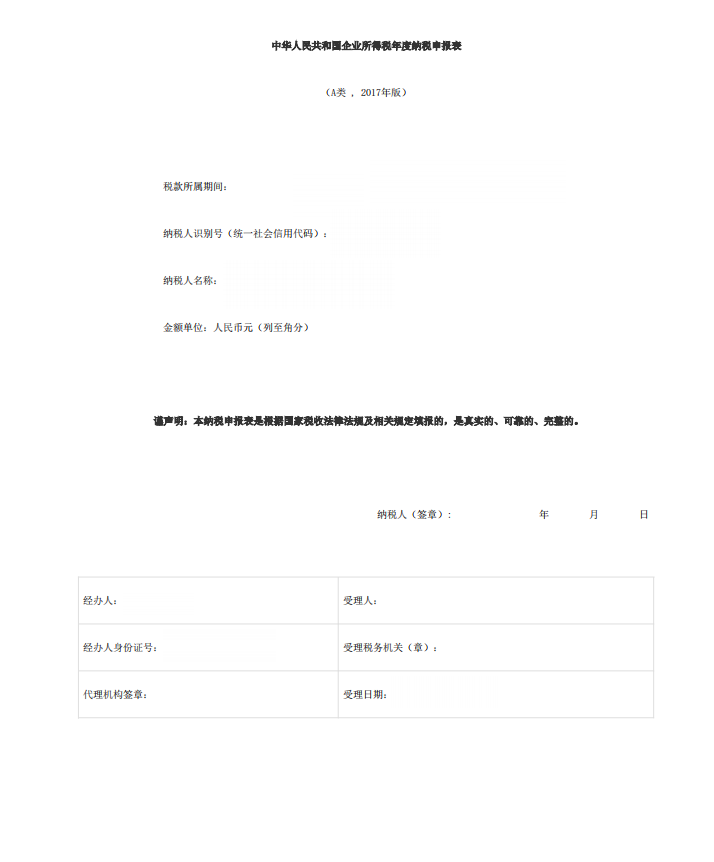 中华人民共和国企业所得税年度纳税申报表
（A类 ， 2017年版）
税款所属期间：
纳税人识别号（统一社会信用代码）：
纳税人名称：
金额单位：人民币元（列至角分）
谨声明：本纳税申报表是根据国家税收法律法规及相关规定填报的，是真实的、可靠的、完整的。
纳税人（签章）: 年 月 日
经办人： 受理人：
经办人身份证号： 受理税务机关（章）：
代理机构签章： 受理日期：